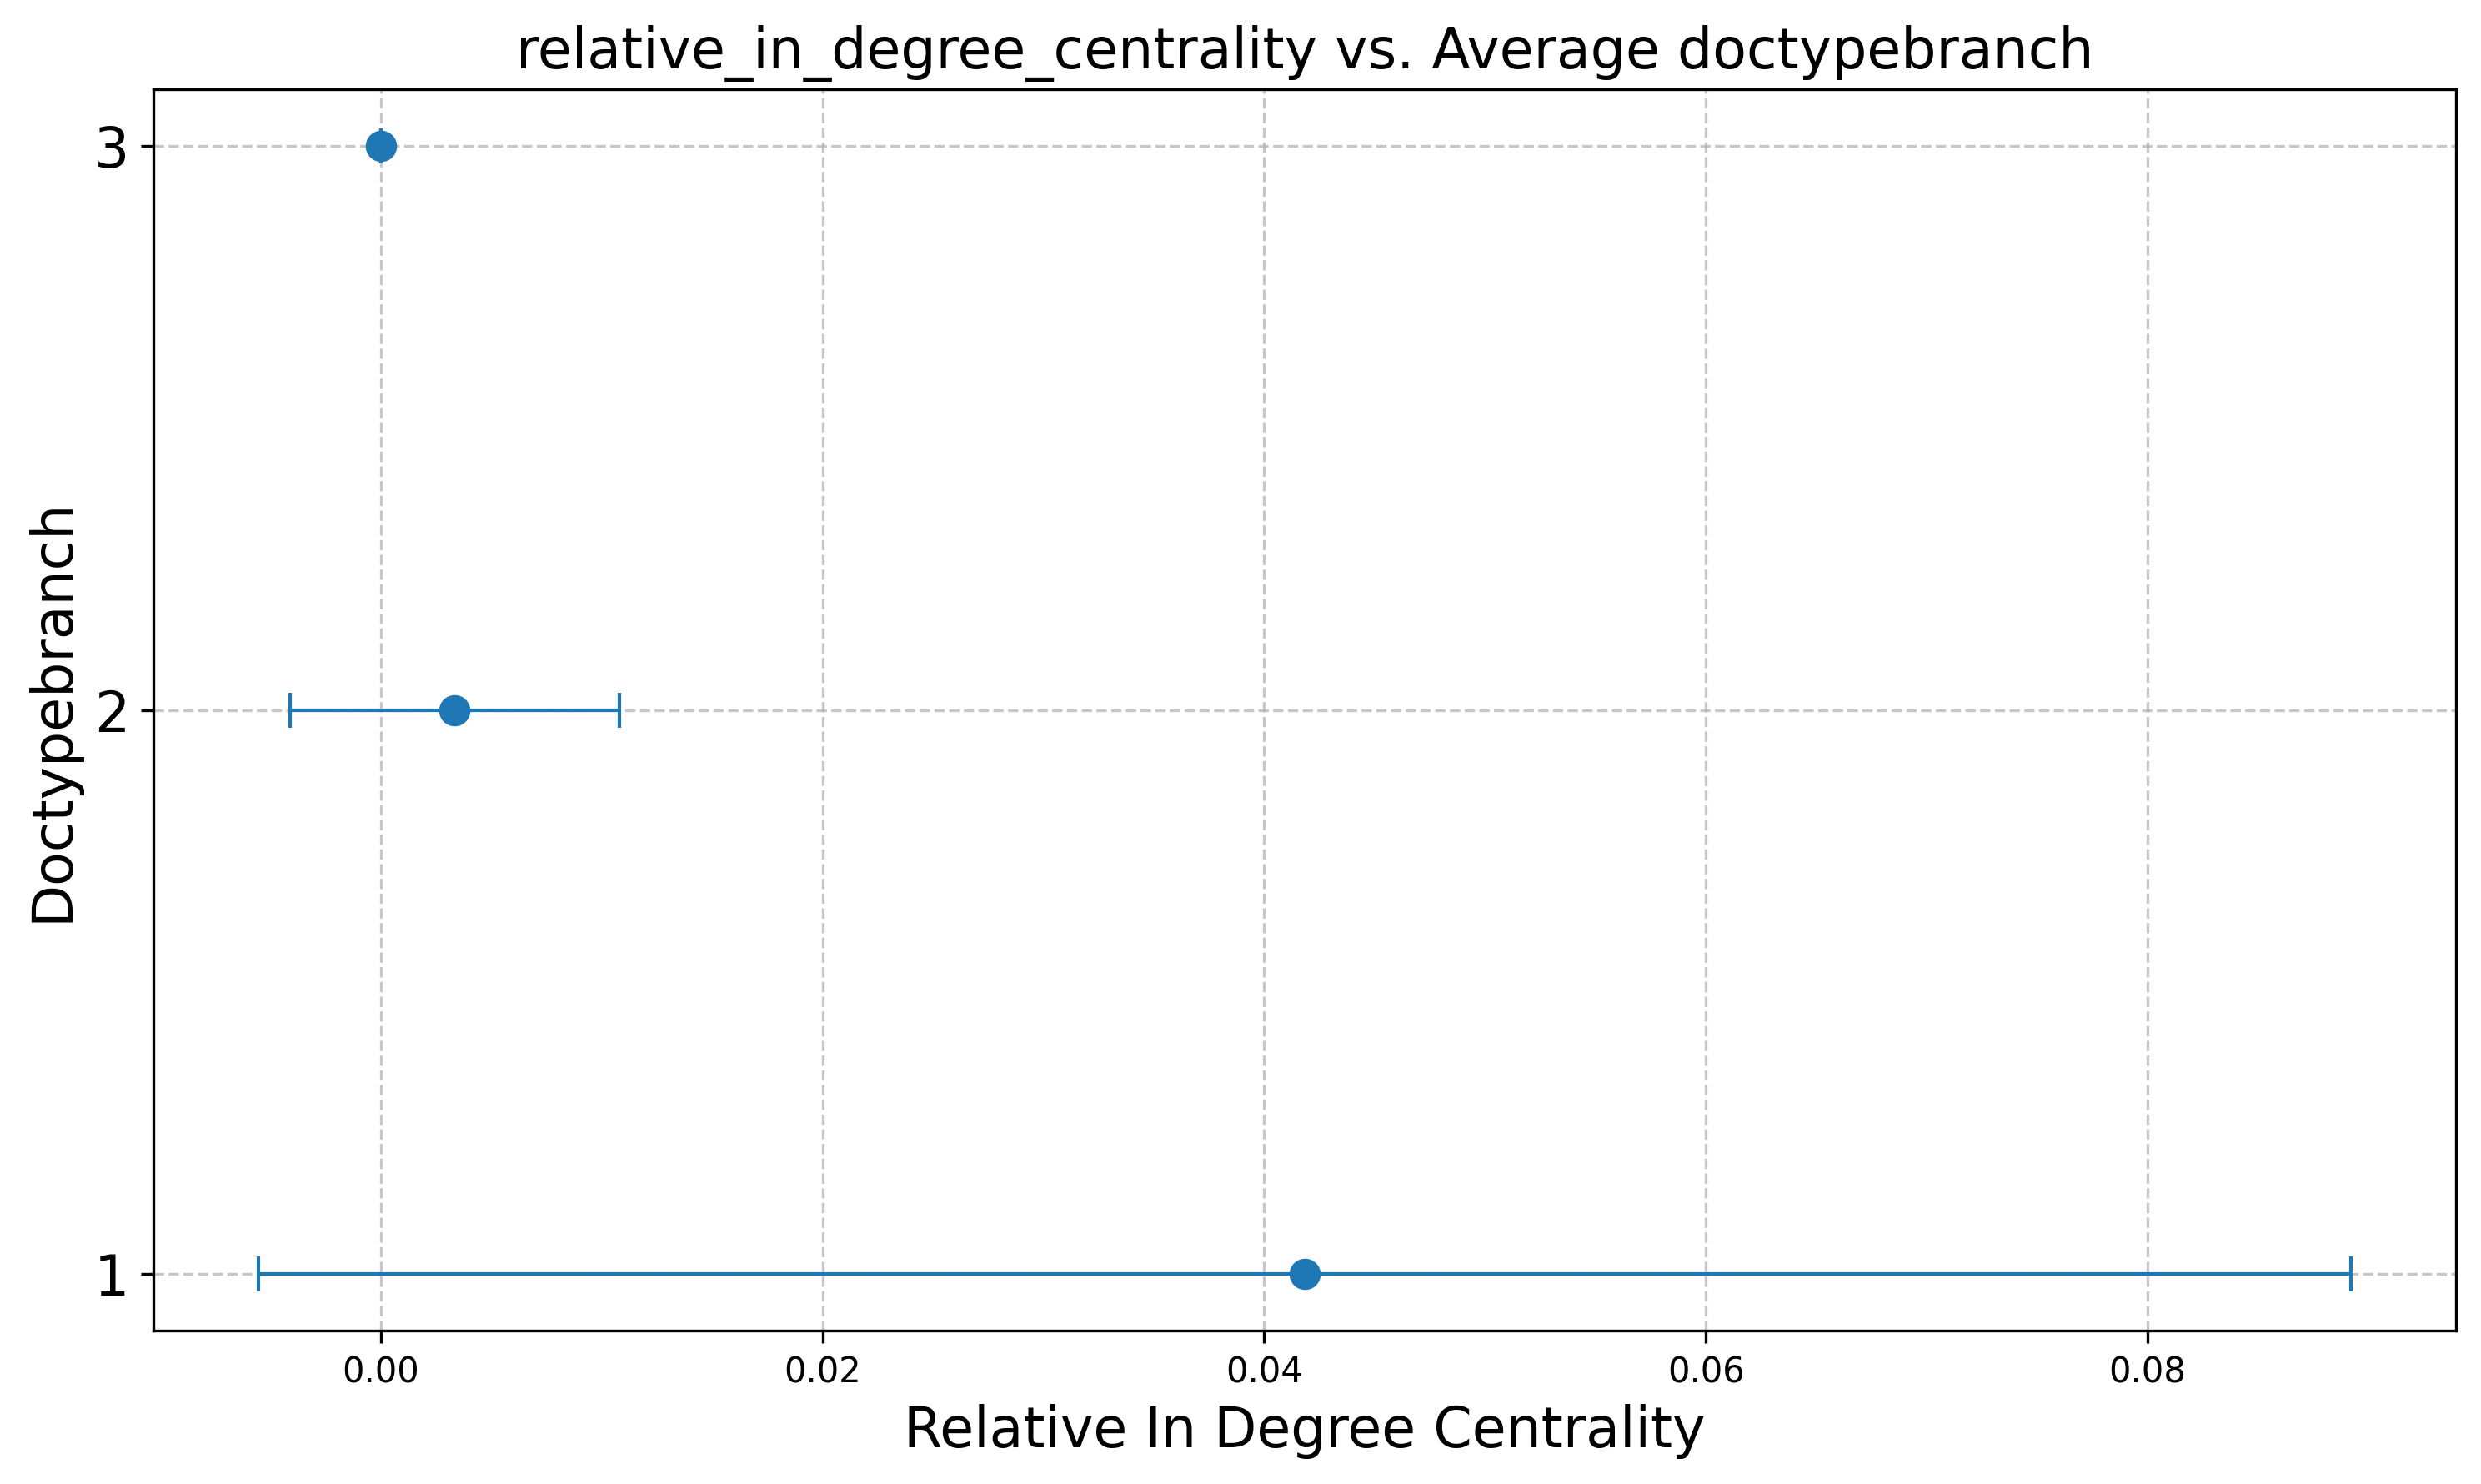 relative_in_degree_centrality vs. Average doctypebranch
3
2
1
Doctypebranch
0.00 0.02 0.04 0.06 0.08
Relative In Degree Centrality